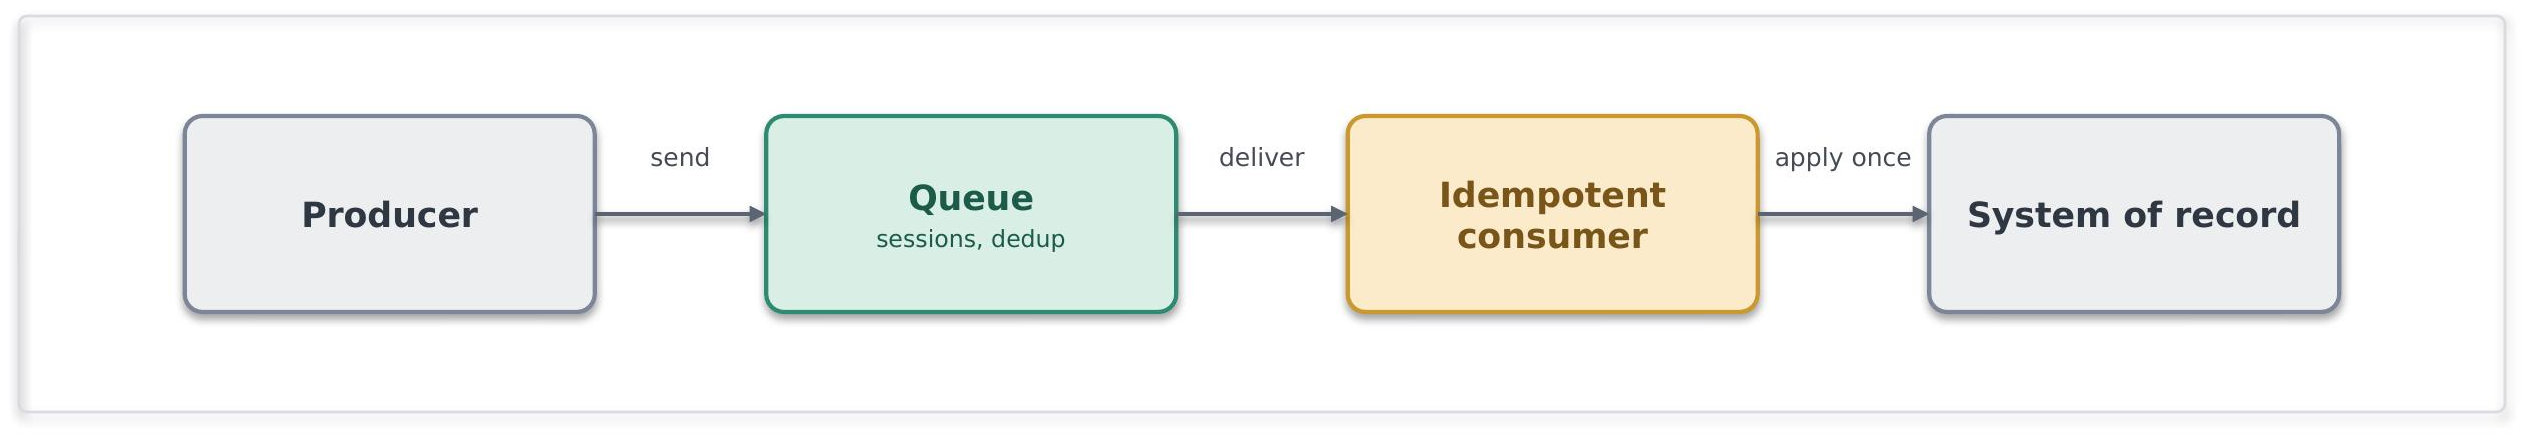 Producer
send
Queue
sessions, dedup
deliver
Idempotent
consumer
apply once
System of record